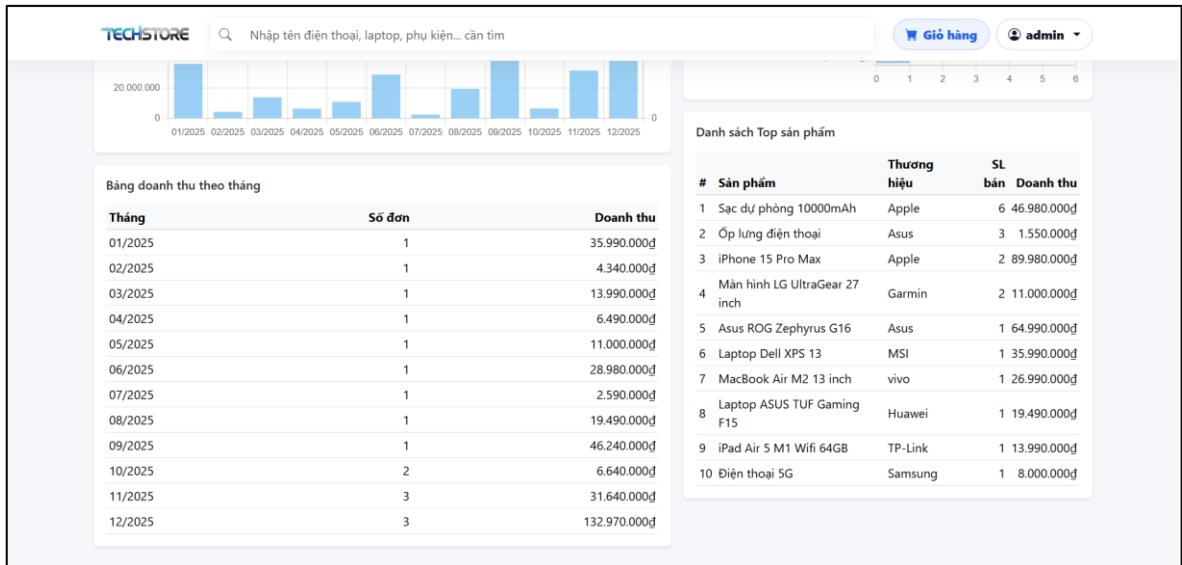 TECHSTORE
Nhập tên điện thoại, laptop, phụ kiện... cần tìm
Giỏ hàng
admin
20.000.000
0
0
01/2025 02/2025 03/2025 04/2025 05/2025 06/2025 07/2025 08/2025 09/2025 10/2025 11/2025 12/2025
0 1 2 3 4 5 6
Bảng doanh thu theo tháng
Tháng Số đơn Doanh thu
01/2025 1 35.990.000₫
02/2025 1 4.340.000₫
03/2025 1 13.990.000₫
04/2025 1 6.490.000₫
05/2025 1 11.000.000₫
06/2025 1 28.980.000₫
07/2025 1 2.590.000₫
08/2025 1 19.490.000₫
09/2025 1 46.240.000₫
10/2025 2 6.640.000₫
11/2025 3 31.640.000₫
12/2025 3 132.970.000₫
Danh sách Top sản phẩm
# Sản phẩm Thương hiệu SL bán Doanh thu
1 Sạc dự phòng 10000mAh Apple 6 46.980.000₫
2 Ốp lưng điện thoại Asus 3 1.550.000₫
3 iPhone 15 Pro Max Apple 2 89.980.000₫
4 Màn hình LG UltraGear 27 inch Garmin 2 11.000.000₫
5 Asus ROG Zephyrus G16 Asus 1 64.990.000₫
6 Laptop Dell XPS 13 MSI 1 35.990.000₫
7 MacBook Air M2 13 inch vivo 1 26.990.000₫
8 Laptop ASUS TUF Gaming F15 Huawei 1 19.490.000₫
9 iPad Air 5 M1 Wifi 64GB TP-Link 1 13.990.000₫
10 Điện thoại 5G Samsung 1 8.000.000₫